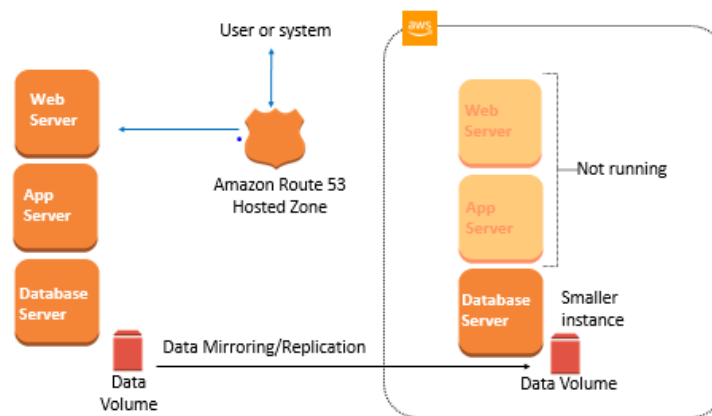 User or system
aws
Web
Server
App
Server
Database
Server
Amazon Route 53
Hosted Zone
Data Mirroring/Replication
Data
Volume
Web
Server
App
Server
Not running
Database
Server
Smaller
instance
Data Volume